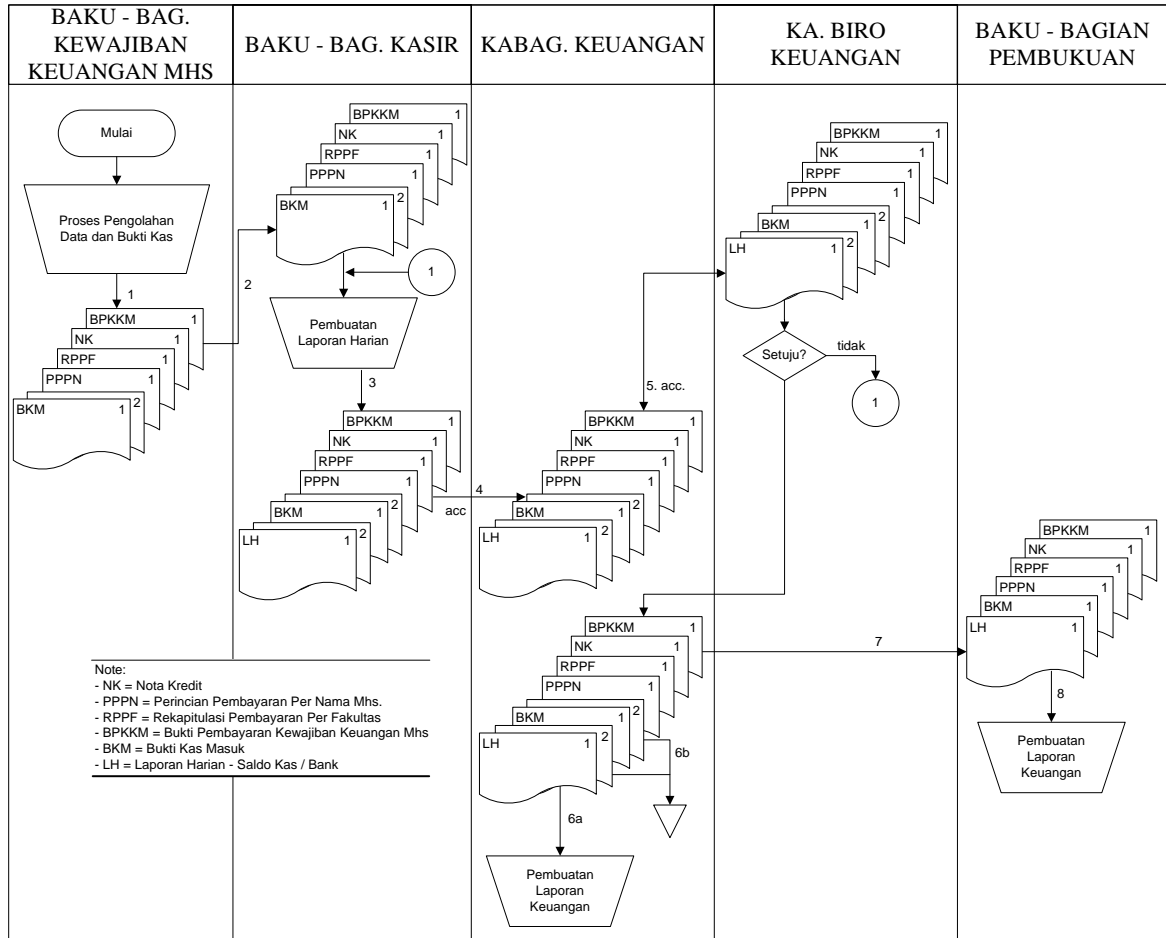 BAKU - BAG.
KEWAJIBAN
KEUANGAN MHS
BAKU - BAG. KASIR
KABAG. KEUANGAN
KA. BIRO
KEUANGAN
BAKU - BAGIAN
PEMBUKUAN
Mulai
Proses Pengolahan
Data dan Bukti Kas
1
BPKKM 1
NK 1
RPPF 1
PPPN 1
2
BKM 1
2
BPKKM 1
NK 1
RPPF 1
PPPN 1
2
BKM 1
1
Pembuatan
Laporan Harian
3
BPKKM 1
NK 1
RPPF 1
PPPN 1
2
BKM 1
2
LH 1
4
acc
BPKKM 1
NK 1
RPPF 1
PPPN 1
2
BKM 1
2
LH 1
5. acc.
BPKKM 1
NK 1
RPPF 1
PPPN 1
2
BKM 1
2
LH 1
Setuju?
tidak
1
BPKKM 1
NK 1
RPPF 1
PPPN 1
2
BKM 1
2
LH 1
6b
6a
Pembuatan
Laporan
Keuangan
7
BPKKM 1
NK 1
RPPF 1
PPPN 1
BKM 1
LH 1
8
Pembuatan
Laporan
Keuangan
Note:
- NK = Nota Kredit
- PPPN = Perincian Pembayaran Per Nama Mhs.
- RPPF = Rekapitulasi Pembayaran Per Fakultas
- BPKKM = Bukti Pembayaran Kewajiban Keuangan Mhs
- BKM = Bukti Kas Masuk
- LH = Laporan Harian - Saldo Kas / Bank